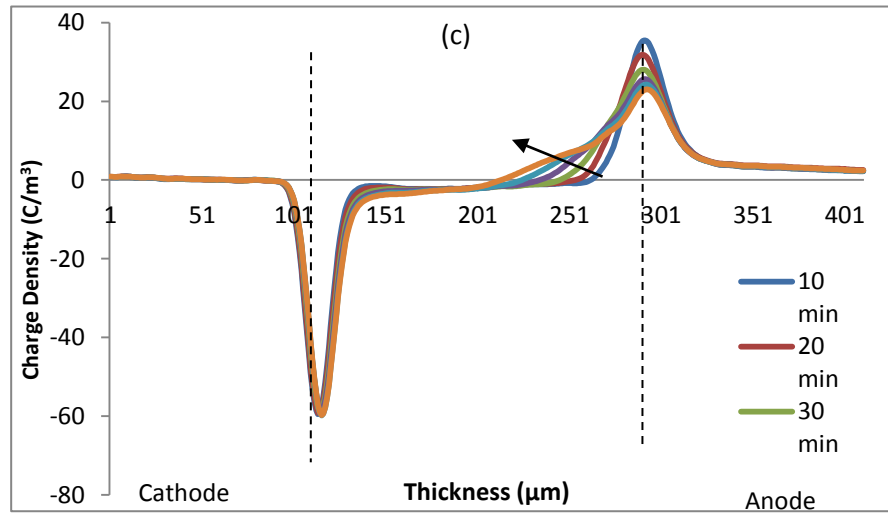 (c)
40
20
0
-20
-40
-60
-80
Charge Density (C/m³)
1 51 101 151 201 251 301 351 401
10
min
20
min
30
min
Cathode Thickness (µm) Anode